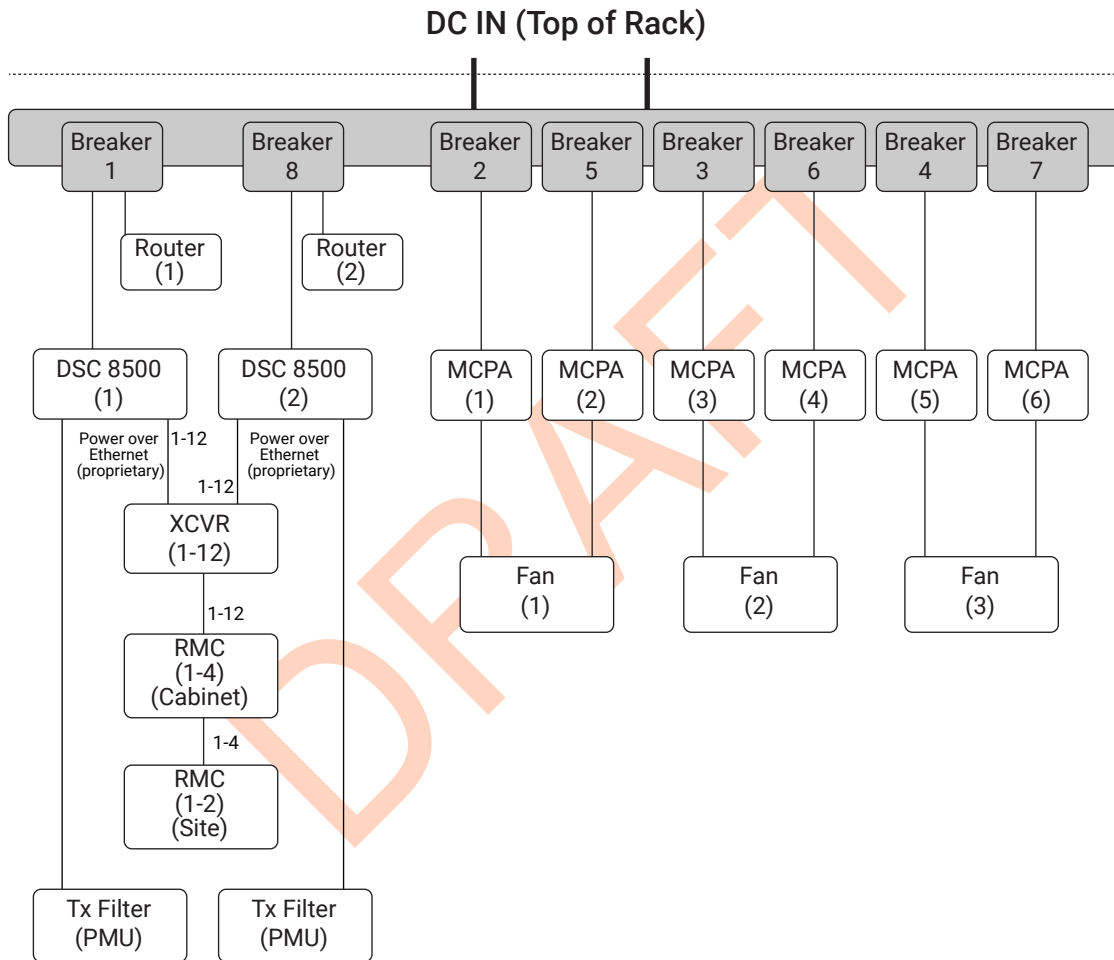 DC IN (Top of Rack)
Breaker
1
Breaker
8
Breaker
2
Breaker
5
Breaker
3
Breaker
6
Breaker
4
Breaker
7
Router
(1)
Router
(2)
DSC 8500
(1)
DSC 8500
(2)
MCPA
(1)
MCPA
(2)
MCPA
(3)
MCPA
(4)
MCPA
(5)
MCPA
(6)
Power over
Ethernet
(proprietary)
1-12
Power over
Ethernet
(proprietary)
1-12
XCVR
(1-12)
Fan
(1)
Fan
(2)
Fan
(3)
1-12
RMC
(1-4)
(Cabinet)
1-4
RMC
(1-2)
(Site)
Tx Filter
(PMU)
Tx Filter
(PMU)
DRAFT